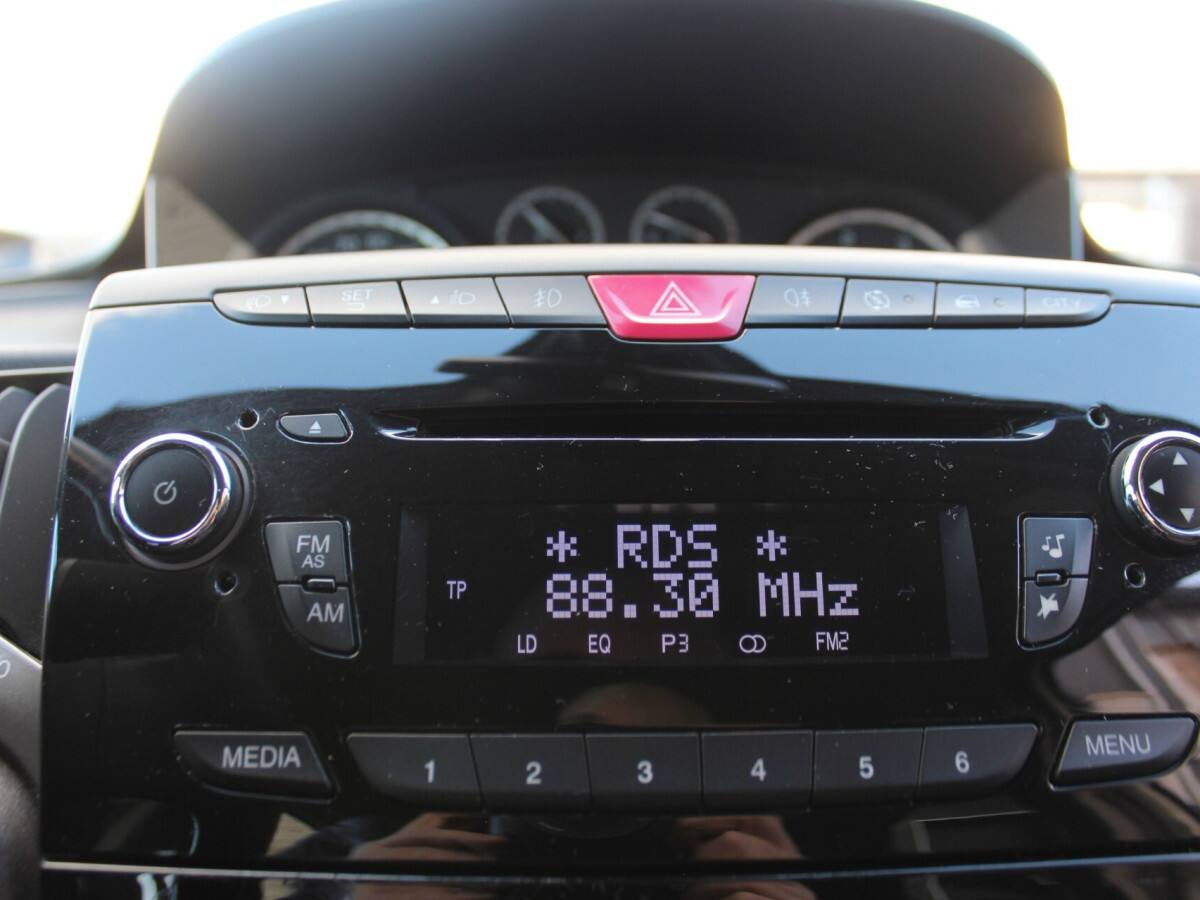 SET
FM
AS
AM
* RDS *
TP
88.30 MHz
LD EQ P3 FM2
MEDIA
1 2 3 4 5 6
MENU